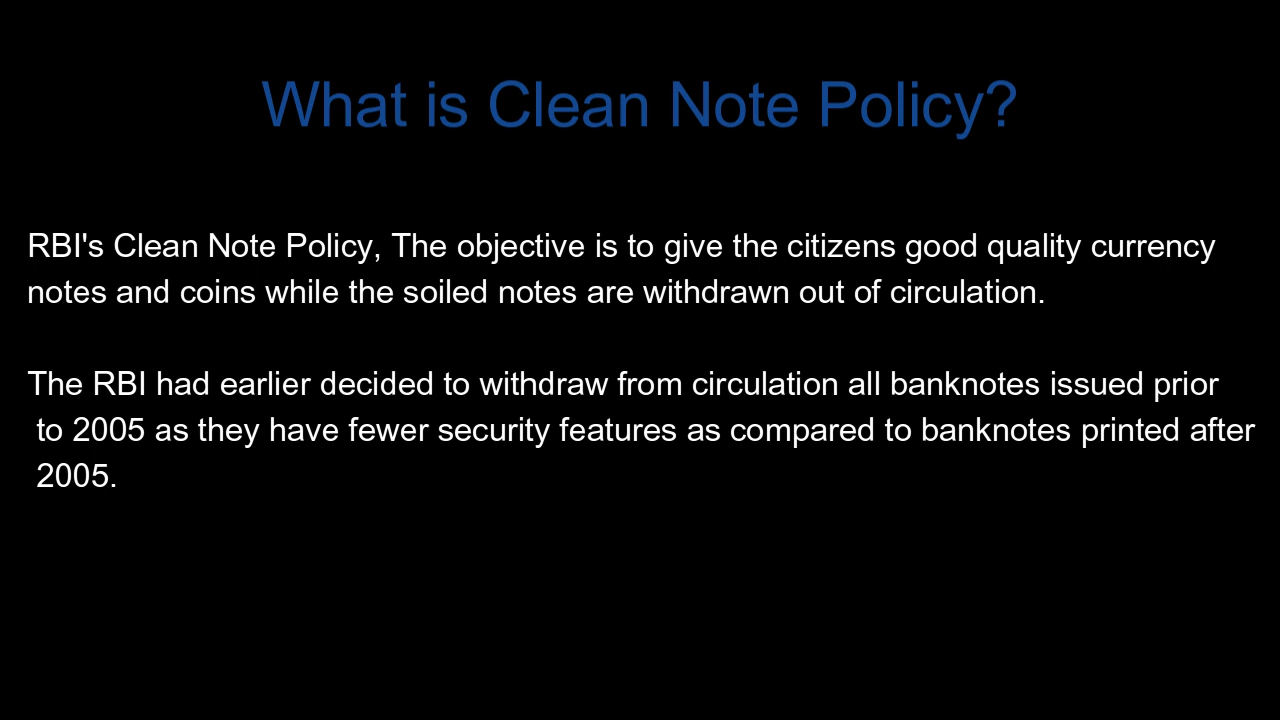 What is Clean Note Policy?
RBI's Clean Note Policy, The objective is to give the citizens good quality currency
notes and coins while the soiled notes are withdrawn out of circulation.
The RBI had earlier decided to withdraw from circulation all banknotes issued prior
to 2005 as they have fewer security features as compared to banknotes printed after
2005.